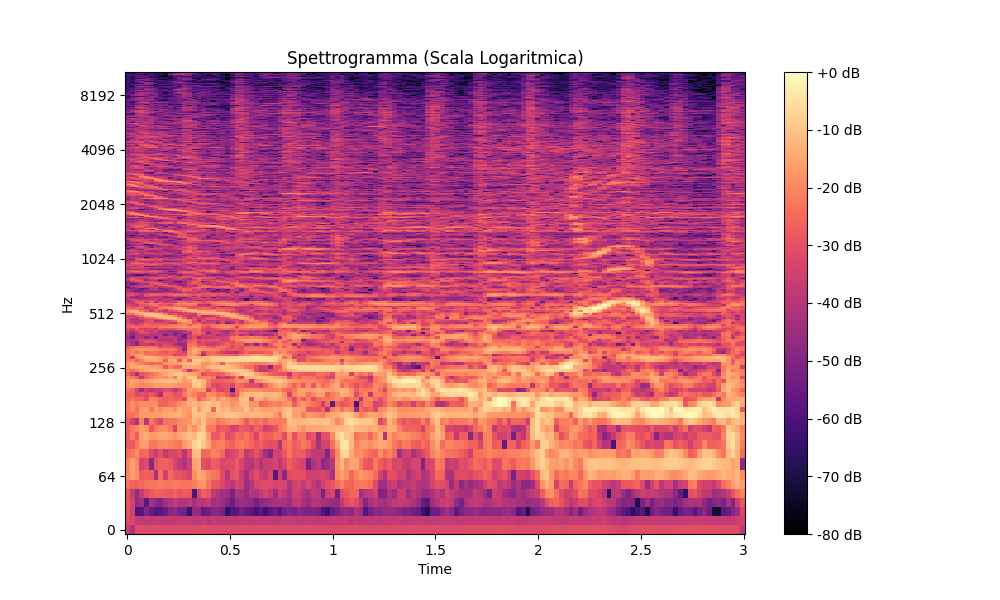 Spettrogramma (Scala Logaritmica)
Hz
8192
4096
2048
1024
512
256
128
64
0
0 0.5 1 1.5 2 2.5 3
Time
+0 dB
-10 dB
-20 dB
-30 dB
-40 dB
-50 dB
-60 dB
-70 dB
-80 dB